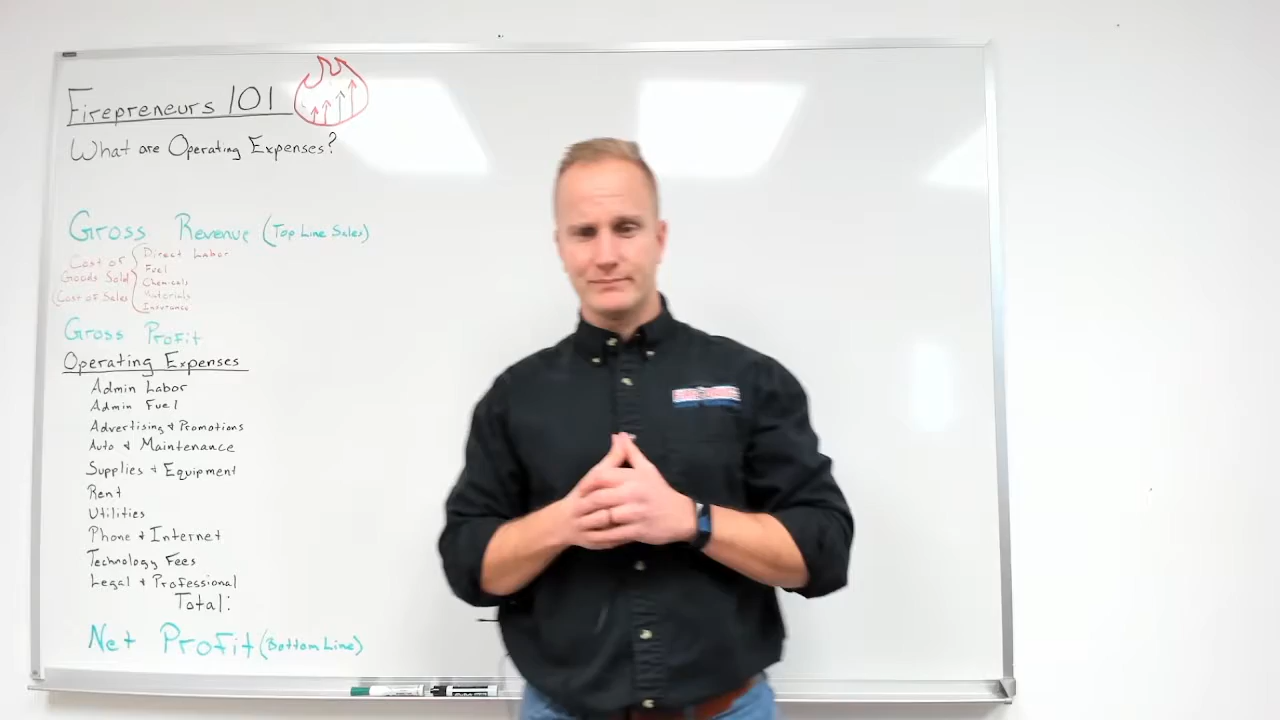 Firepreneurs 101
What are Operating Expenses?
Gross Revenue (Top Line Sales)
Cost of
Goods Sold
(Cost of Sales
Direct Labor
Fuel
Chemicals
Materials
Insurance
Gross Profit
Operating Expenses
Admin Labor
Admin Fuel
Advertising & Promotions
Auto & Maintenance
Supplies & Equipment
Rent
Utilities
Phone & Internet
Technology Fees
Legal & Professional
Total:
Net Profit (Bottom Line)